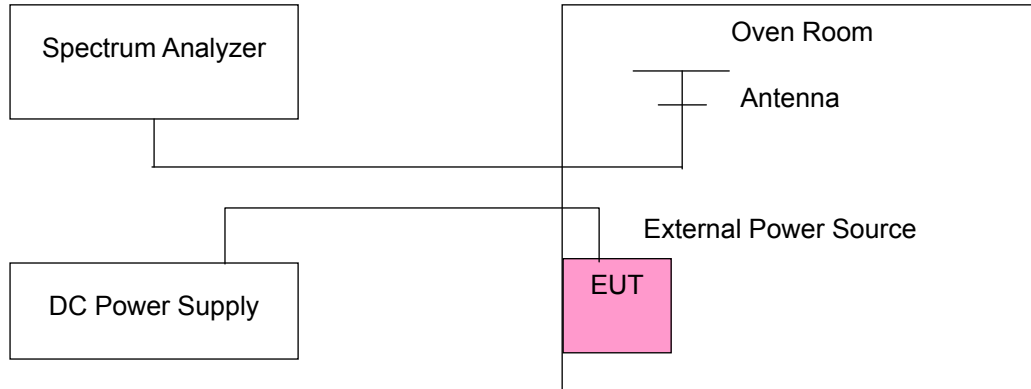 Spectrum Analyzer
Oven Room
Antenna
External Power Source
DC Power Supply
EUT